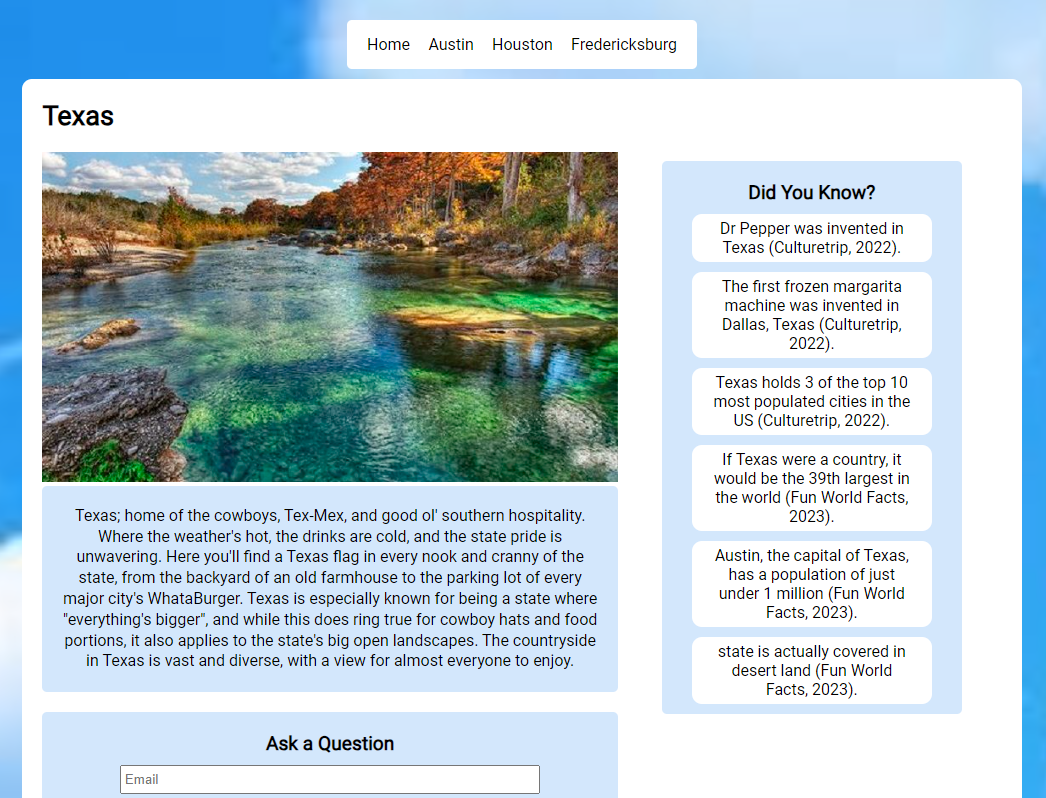 Home Austin Houston Fredericksburg
Texas
Texas; home of the cowboys, Tex-Mex, and good ol' southern hospitality.
Where the weather's hot, the drinks are cold, and the state pride is
unwavering. Here you'll find a Texas flag in every nook and cranny of the
state, from the backyard of an old farmhouse to the parking lot of every
major city's WhataBurger. Texas is especially known for being a state where
"everything's bigger", and while this does ring true for cowboy hats and food
portions, it also applies to the state's big open landscapes. The countryside
in Texas is vast and diverse, with a view for almost everyone to enjoy.
Ask a Question
Email
Did You Know?
Dr Pepper was invented in
Texas (Culturetrip, 2022).
The first frozen margarita
machine was invented in
Dallas, Texas (Culturetrip,
2022).
Texas holds 3 of the top 10
most populated cities in the
US (Culturetrip, 2022).
If Texas were a country, it
would be the 39th largest in
the world (Fun World Facts,
2023).
Austin, the capital of Texas,
has a population of just
under 1 million (Fun World
Facts, 2023).
state is actually covered in
desert land (Fun World
Facts, 2023).